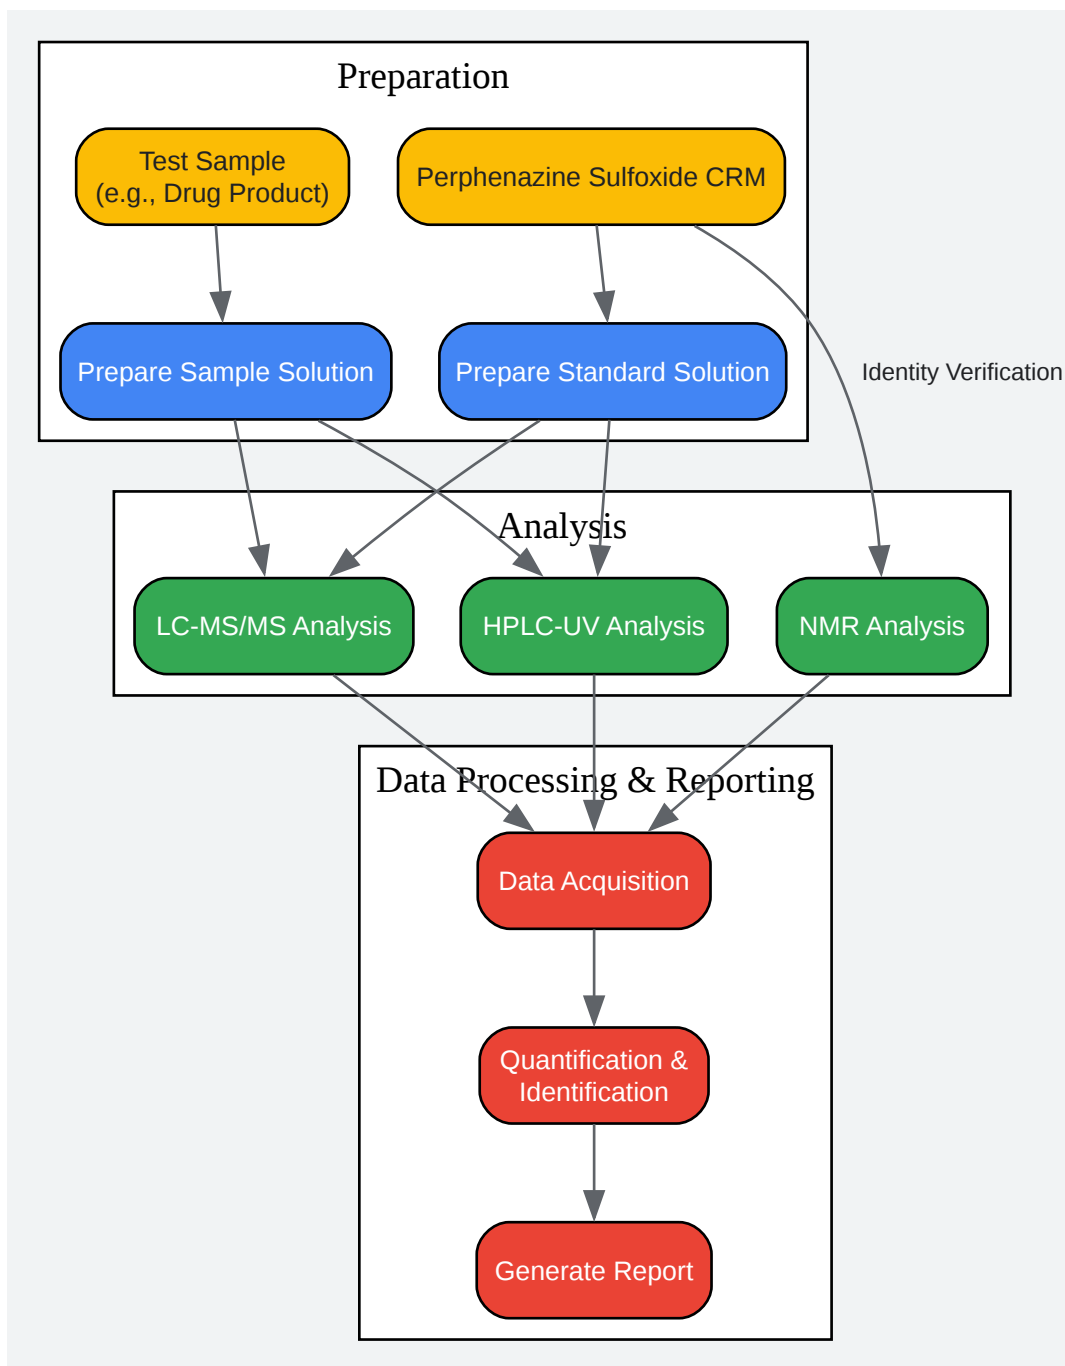 Preparation
Test Sample
(e.g., Drug Product)
Perphenazine Sulfoxide CRM
Prepare Sample Solution
Prepare Standard Solution
Identity Verification
Analysis
LC-MS/MS Analysis
HPLC-UV Analysis
NMR Analysis
Data Processing & Reporting
Data Acquisition
Quantification &
Identification
Generate Report